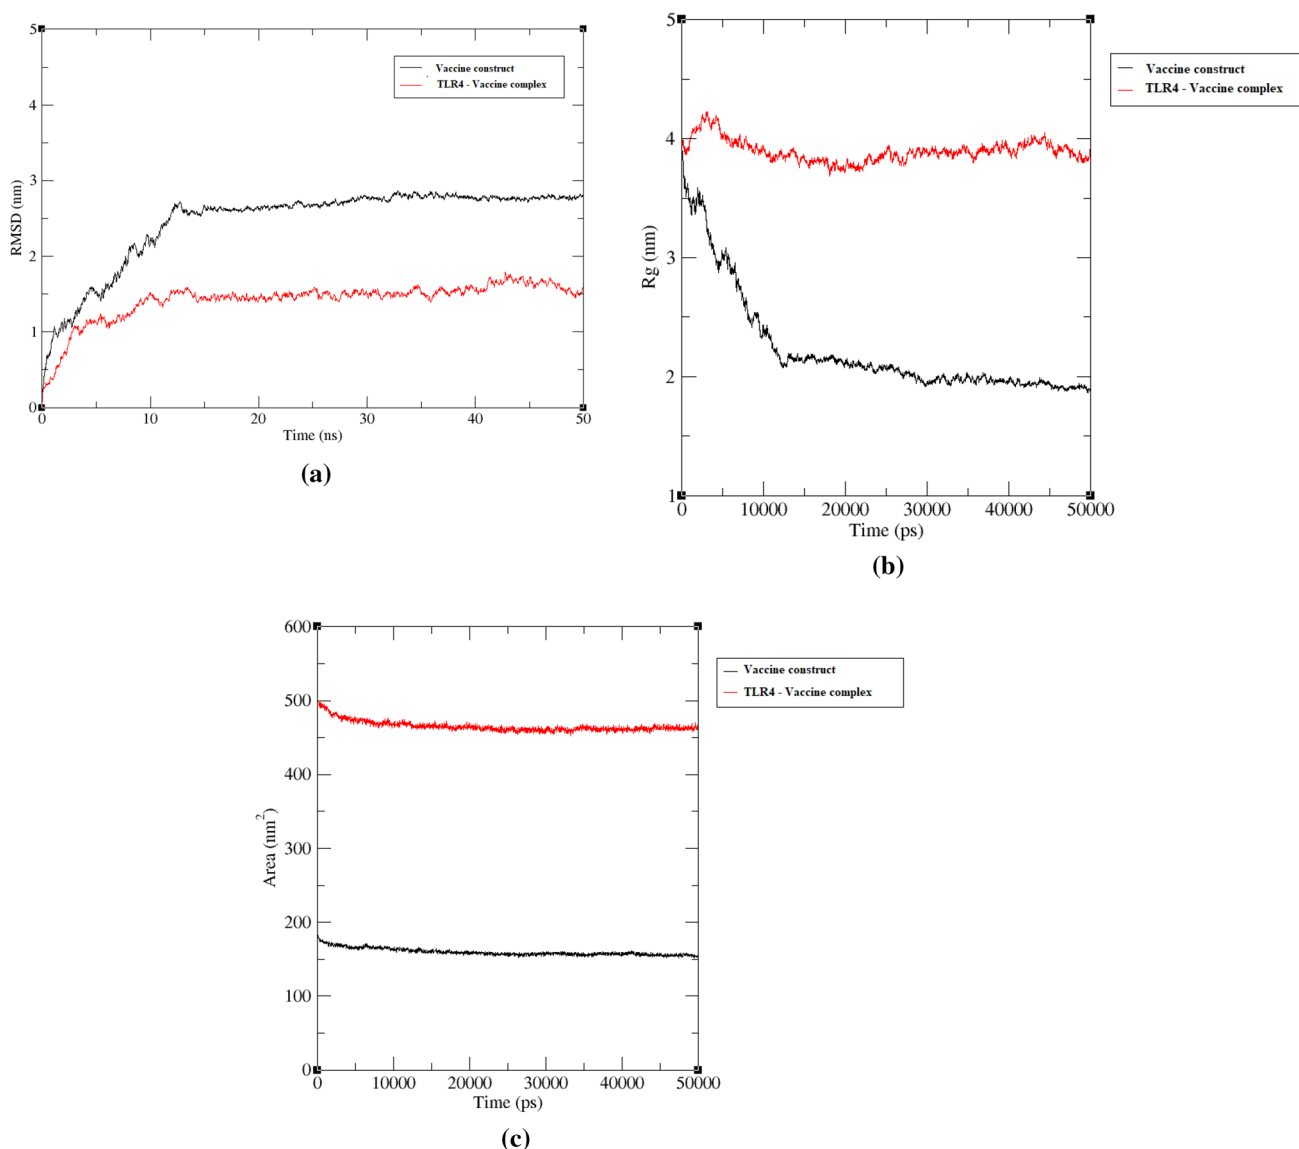 5
4
3
2
1
0
RMSD (nm)
Vaccine construct
TLR4 - Vaccine complex
0 10 20 30 40 50
Time (ns)
(a)
5
4
3
2
1
Rg (nm)
Vaccine construct
TLR4 - Vaccine complex
0 10000 20000 30000 40000 50000
Time (ps)
(b)
600
500
400
300
200
100
0
Area (nm²)
Vaccine construct
TLR4 - Vaccine complex
0 10000 20000 30000 40000 50000
Time (ps)
(c)